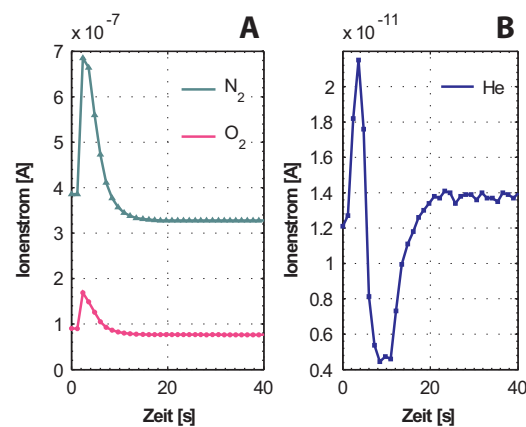 x 10⁻⁷
A
Ionenstrom [A]
7
6
5
4
3
2
1
0
N₂
O₂
0
20
40
Zeit [s]
x 10⁻¹¹
B
Ionenstrom [A]
2
1.8
1.6
1.4
1.2
1
0.8
0.6
0.4
He
0
20
40
Zeit [s]